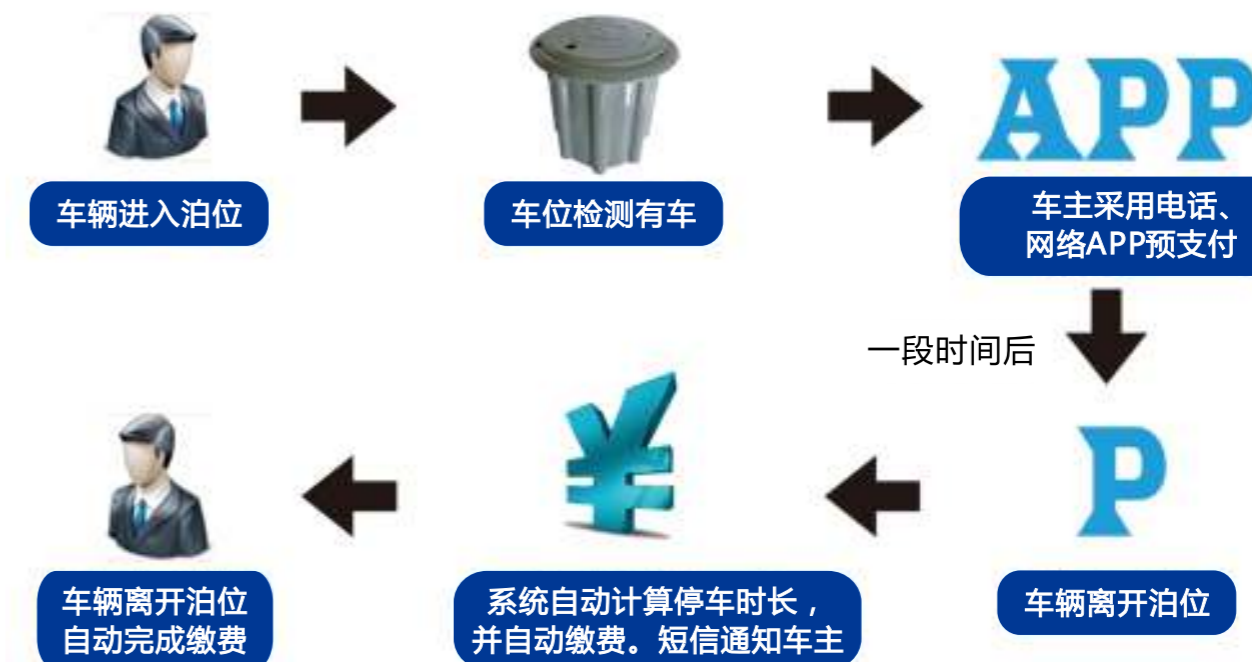 APP
车辆进入泊位
车位检测有车
车主采用电话、
网络APP预支付
一段时间后
¥
P
车辆离开泊位
自动完成缴费
系统自动计算停车时长，
并自动缴费。短信通知车主
车辆离开泊位